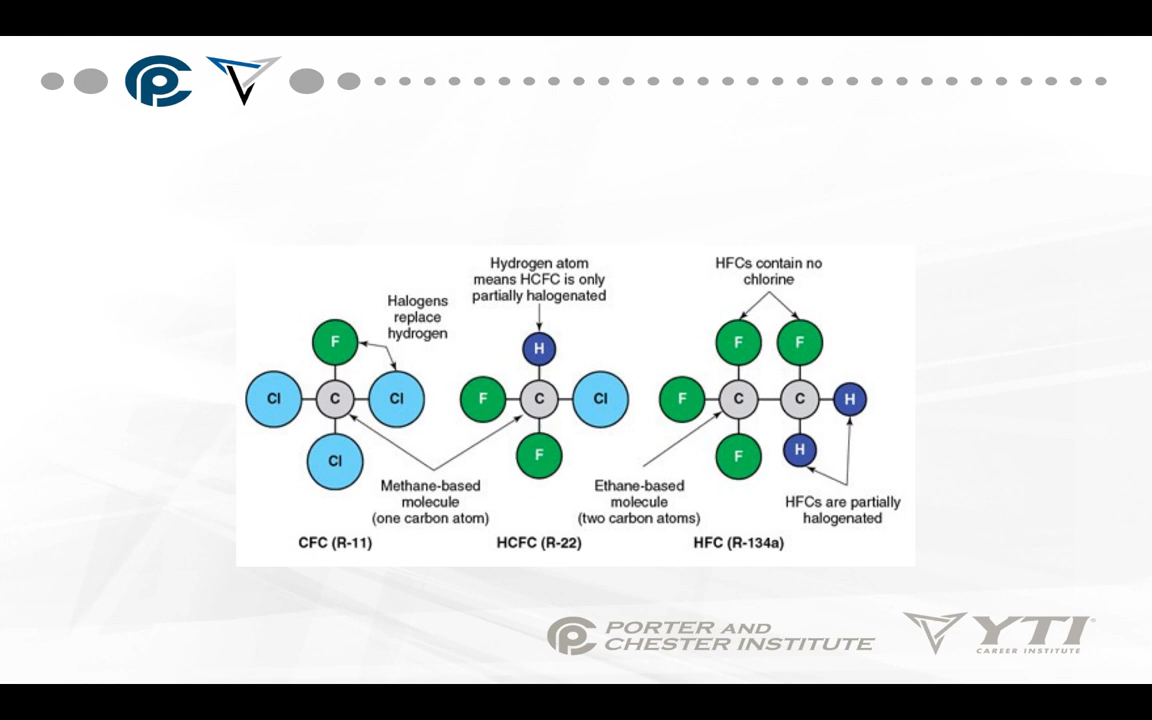 Hydrogen atom
means HCFC is only
partially halogenated
HFCs contain no
chlorine
Halogens
replace
hydrogen
F
H
F
F
Cl
C
Cl
F
C
Cl
F
C
C
H
Cl
F
F
H
Methane-based
molecule
(one carbon atom)
Ethane-based
molecule
(two carbon atoms)
HFCs are partially
halogenated
CFC (R-11)
HCFC (R-22)
HFC (R-134a)
PORTER AND
CHESTER INSTITUTE
YTI
CAREER INSTITUTE